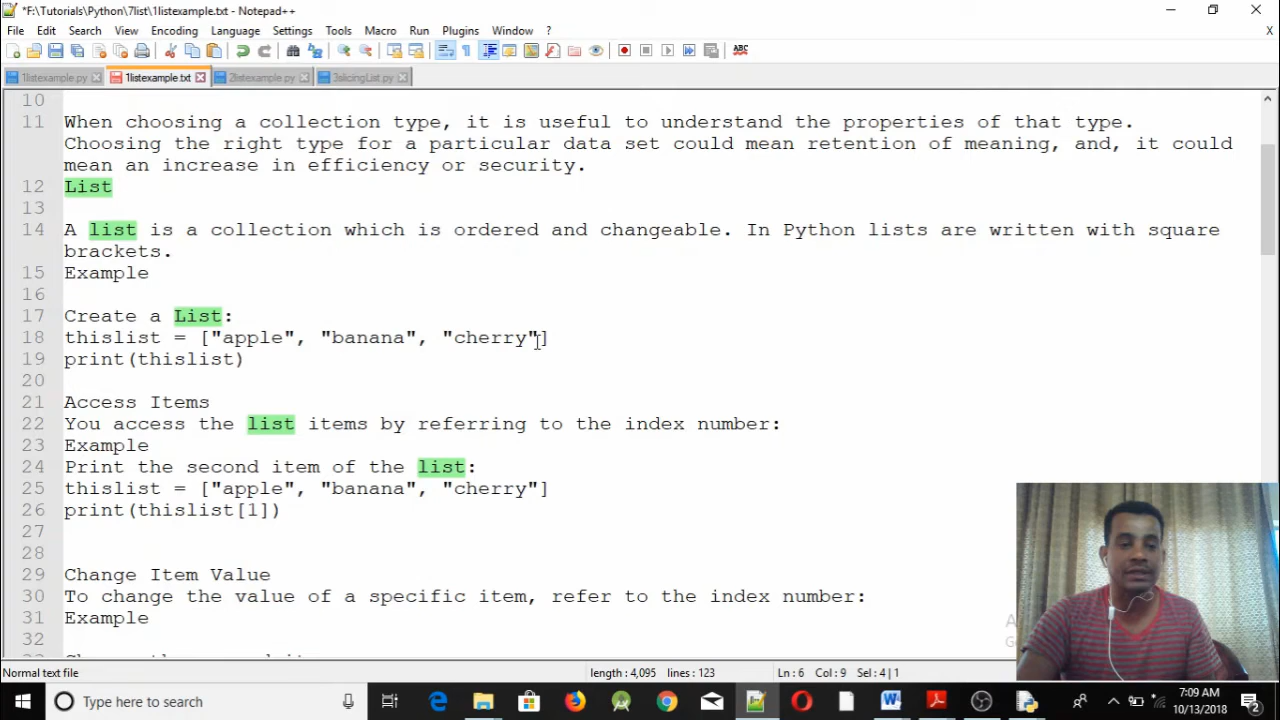 *F:\Tutorials\Python\7list\1listexample.txt - Notepad++
File Edit Search View Encoding Language Settings Tools Macro Run Plugins Window ? X
1listexample.py 1listexample.txt 2listexample.py 3slicingList.py
10
11 When choosing a collection type, it is useful to understand the properties of that type.
Choosing the right type for a particular data set could mean retention of meaning, and, it could
mean an increase in efficiency or security.
12 List
13
14 A list is a collection which is ordered and changeable. In Python lists are written with square
brackets.
15 Example
16
17 Create a List:
18 thislist = ["apple", "banana", "cherry"]
19 print(thislist)
20
21 Access Items
22 You access the list items by referring to the index number:
23 Example
24 Print the second item of the list:
25 thislist = ["apple", "banana", "cherry"]
26 print(thislist[1])
27
28
29 Change Item Value
30 To change the value of a specific item, refer to the index number:
31 Example
32
Normal text file length : 4,095 lines : 123 Ln : 6 Col : 9 Sel : 4 | 1
Type here to search
7:09 AM
10/13/2018
2